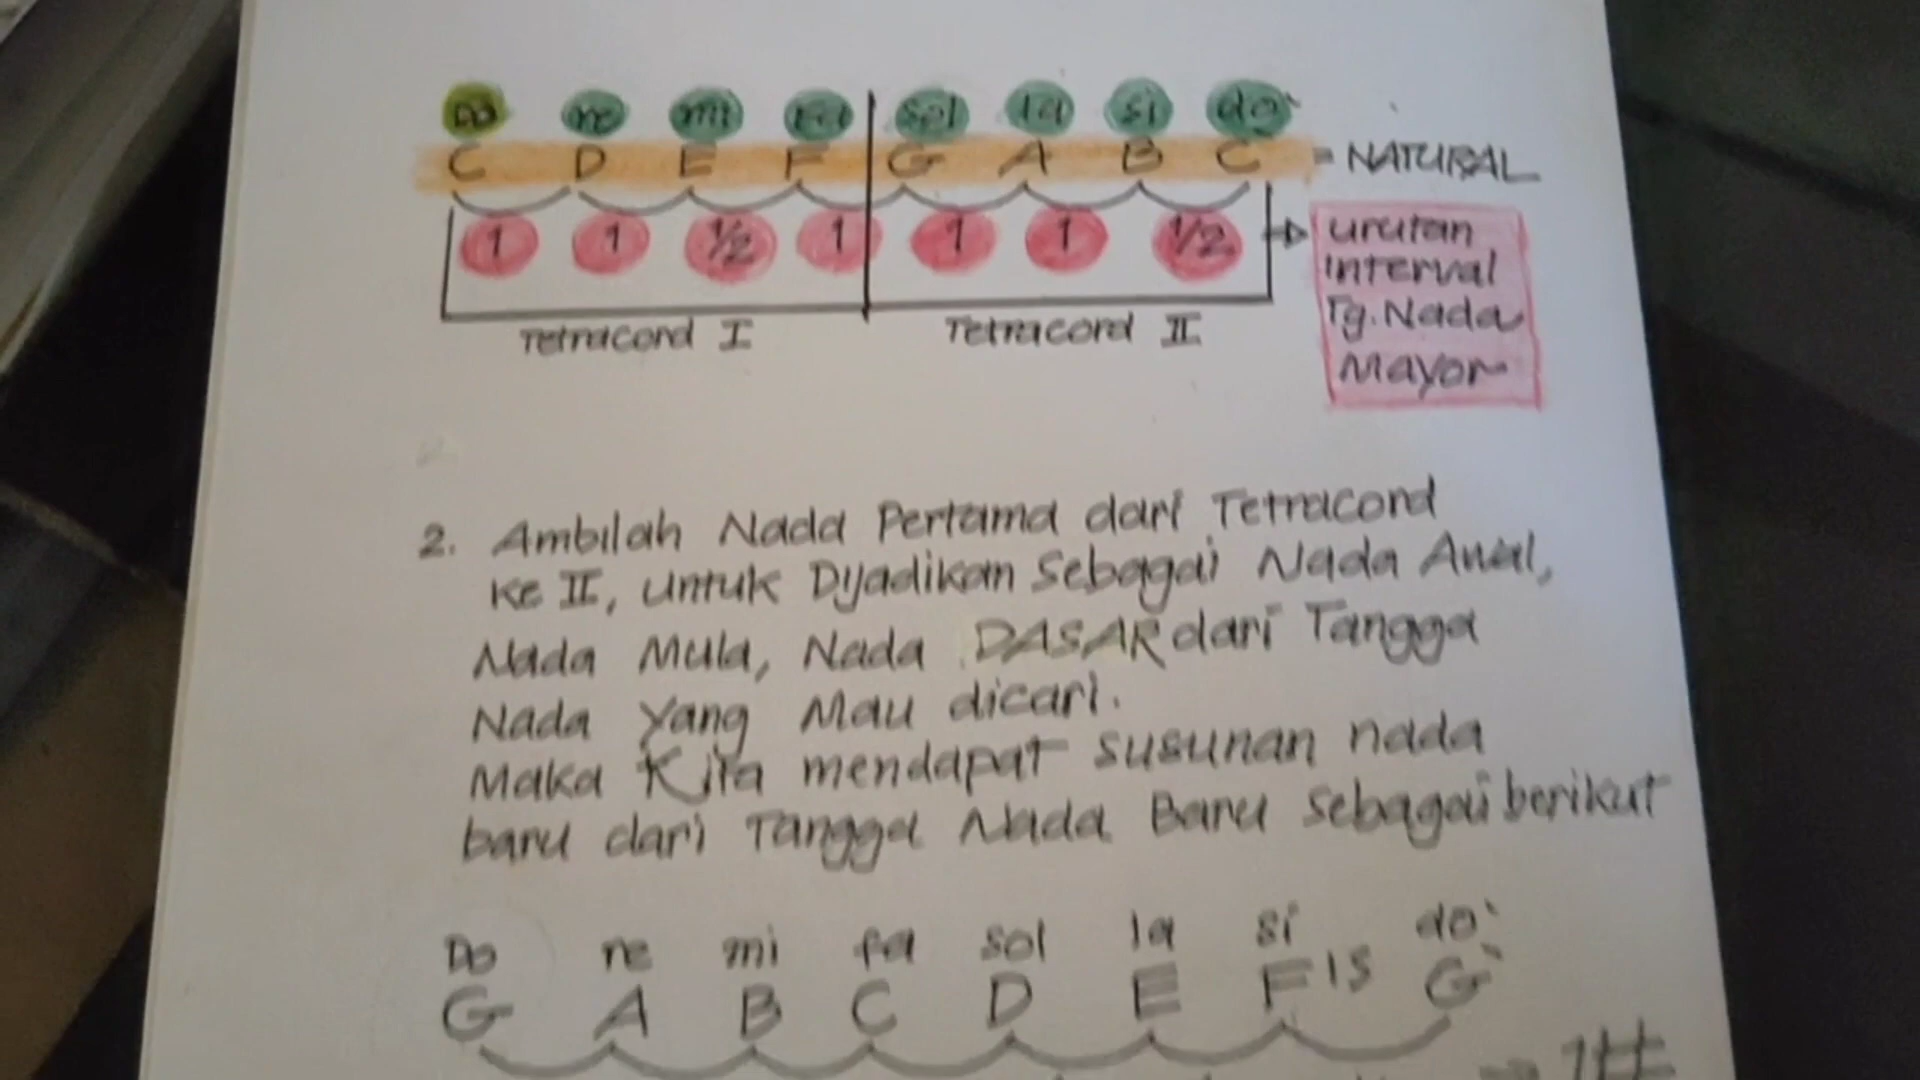 Do re mi Fa sol la si do'
C D E F G A B C = NATURAL
1 1 1/2 1 1 1 1/2
urutan
interval
Tg. Nada
Mayor
Tetracord I Tetracord II
2. Ambilah Nada Pertama dari Tetracord
Ke II, untuk Dijadikan Sebagai Nada Awal,
Nada Mula, Nada DASAR dari Tangga
Nada Yang Mau dicari.
Maka Kita mendapat susunan nada
baru dari Tangga Nada Baru sebagai berikut
Do re mi fa sol la si do'
G A B C D E FIS G'
= 1#